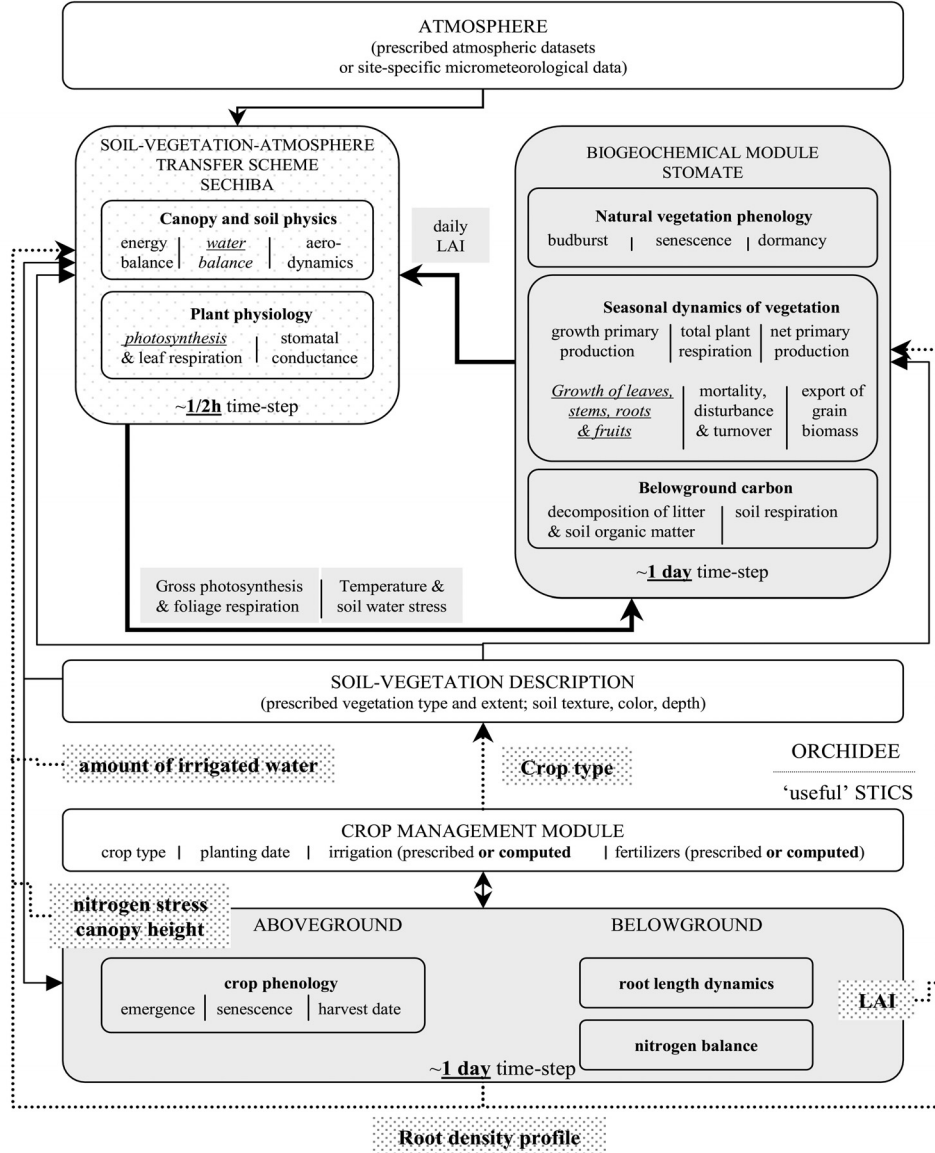 ATMOSPHERE
(prescribed atmospheric datasets
or site-specific micrometeorological data)
SOIL-VEGETATION-ATMOSPHERE
TRANSFER SCHEME
SECHIBA
Canopy and soil physics
energy balance | water balance | aero-dynamics
Plant physiology
photosynthesis & leaf respiration | stomatal conductance
~1/2h time-step
daily
LAI
BIOGEOCHEMICAL MODULE
STOMATE
Natural vegetation phenology
budburst | senescence | dormancy
Seasonal dynamics of vegetation
growth primary production | total plant respiration | net primary production
Growth of leaves, stems, roots & fruits | mortality, disturbance & turnover | export of grain biomass
Belowground carbon
decomposition of litter & soil organic matter | soil respiration
~1 day time-step
Gross photosynthesis & foliage respiration | Temperature & soil water stress
SOIL-VEGETATION DESCRIPTION
(prescribed vegetation type and extent; soil texture, color, depth)
amount of irrigated water
Crop type
ORCHIDEE
‘useful’ STICS
CROP MANAGEMENT MODULE
crop type | planting date | irrigation (prescribed or computed | fertilizers (prescribed or computed)
nitrogen stress
canopy height
ABOVEGROUND
crop phenology
emergence | senescence | harvest date
BELOWGROUND
root length dynamics
nitrogen balance
LAI
~1 day time-step
Root density profile